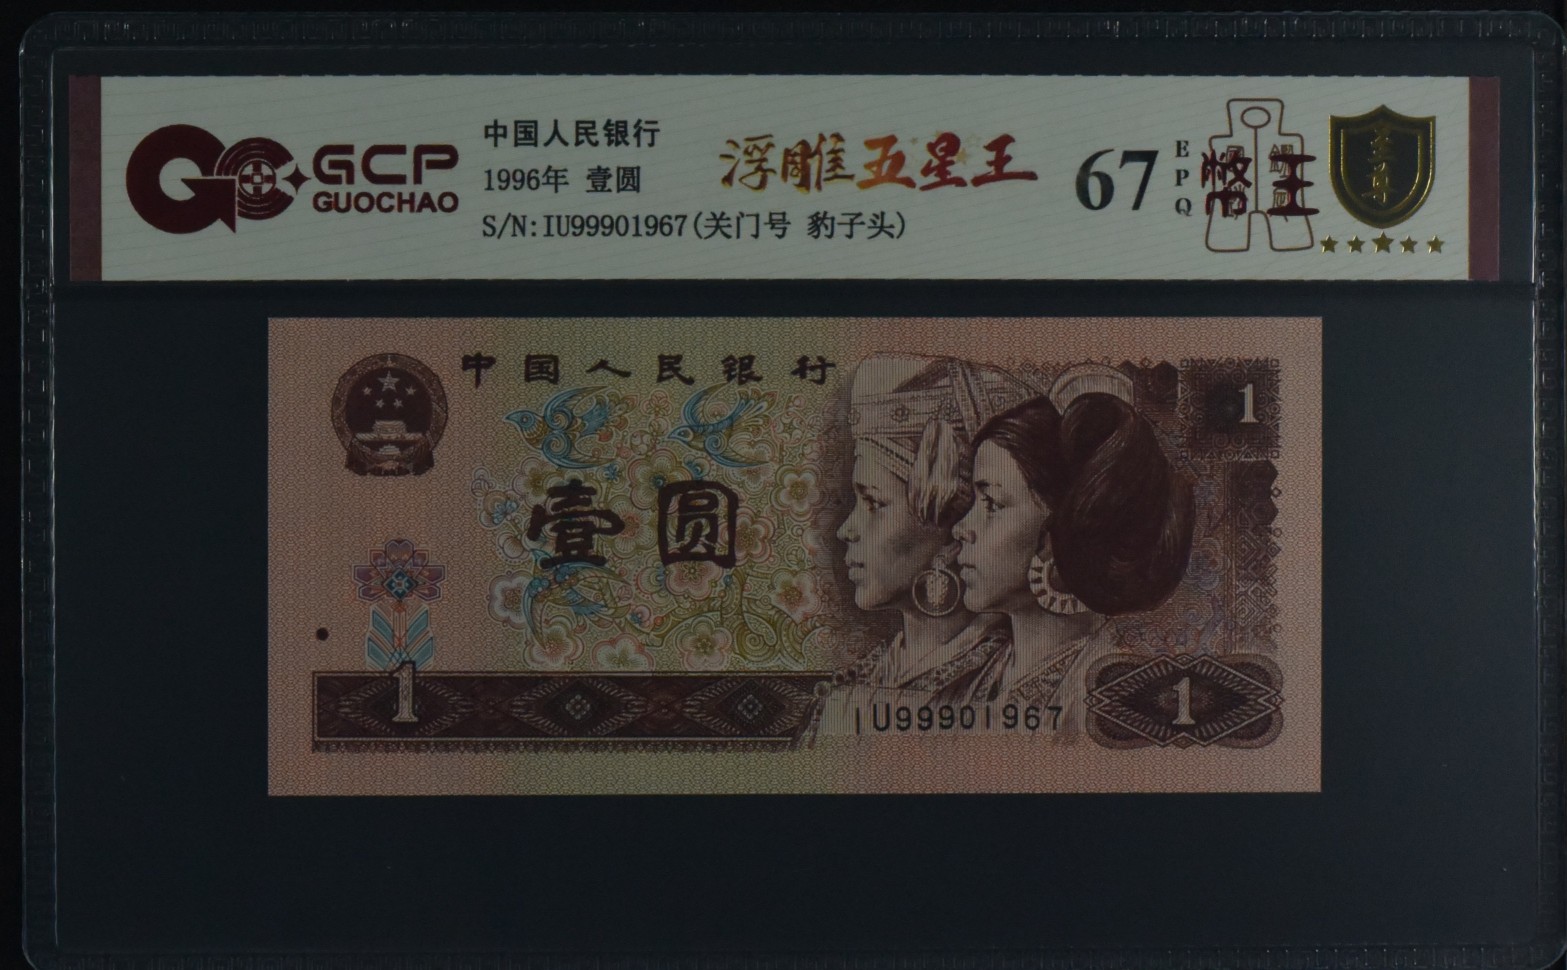 GCP
GUOCHAO
中国人民银行
1996年 壹圆
S/N:IU99901967(关门号 豹子头)
浮雕五星王
67
EPQ
至尊
中国人民银行
1
壹圆
1
IU99901967
1